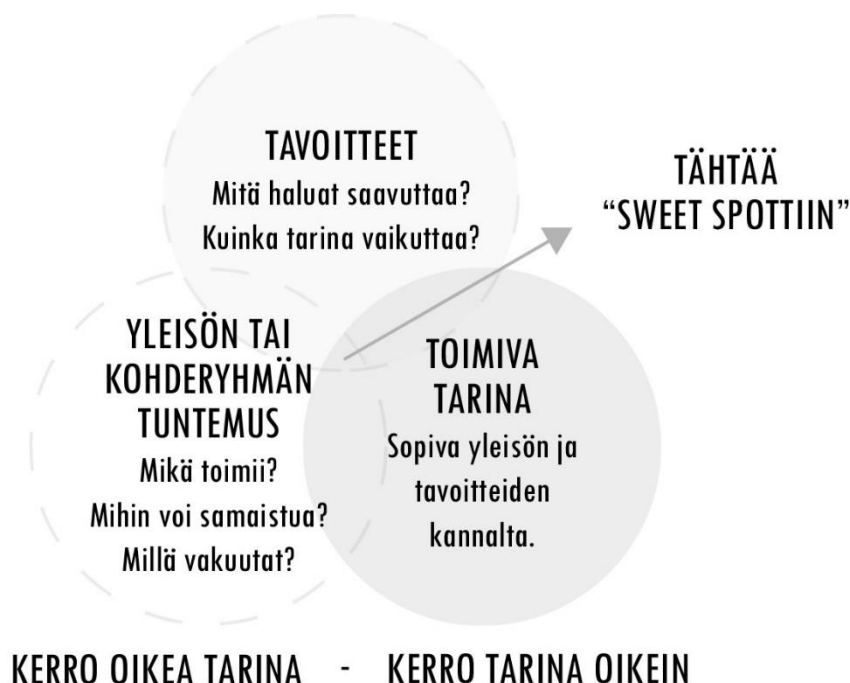 TAVOITTEET
Mitä haluat saavuttaa?
Kuinka tarina vaikuttaa?
TÄHTÄÄ
“SWEET SPOTTIIN”
YLEISÖN TAI
KOHDERYHMÄN
TUNTEMUS
Mikä toimii?
Mihin voi samaistua?
Millä vakuutat?
TOIMIVA
TARINA
Sopiva yleisön ja
tavoitteiden
kannalta.
KERRO OIKEA TARINA - KERRO TARINA OIKEIN